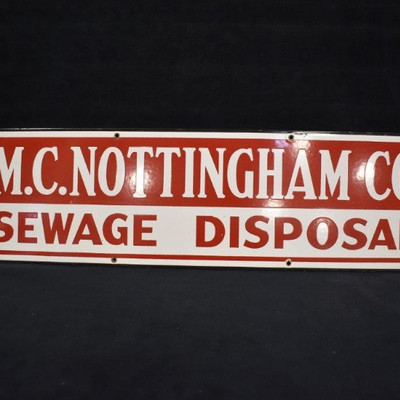 M.C.NOTTINGHAM CO
SEWAGE DISPOSA